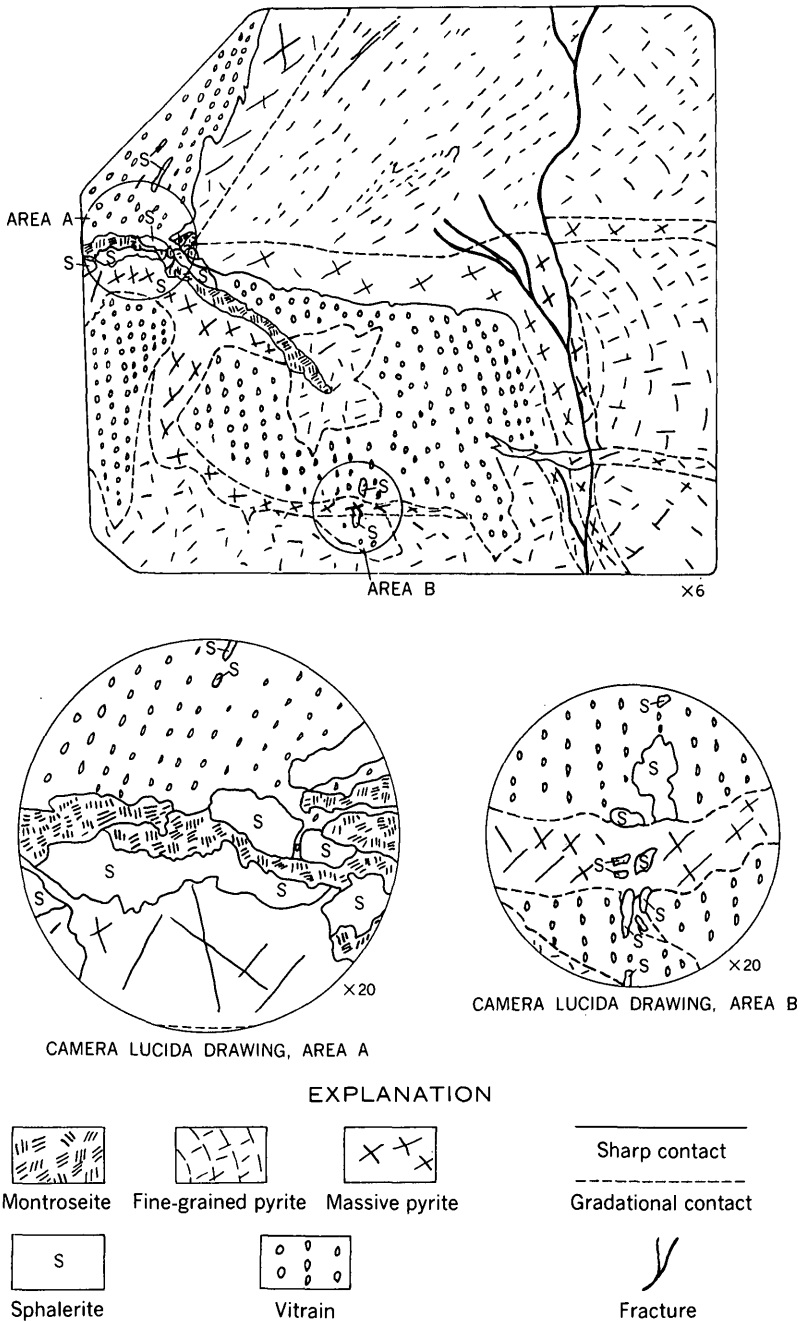 S
AREA A
S
S
S
S
S
S
S
S
AREA B
×6
S
S
S
S
S
S
S
S
×20
CAMERA LUCIDA DRAWING, AREA A
S
S
S
S
S
S
S
S
×20
CAMERA LUCIDA DRAWING, AREA B
EXPLANATION
Montroseite
Fine-grained pyrite
Massive pyrite
Sharp contact
Gradational contact
S
Sphalerite
Vitrain
Fracture